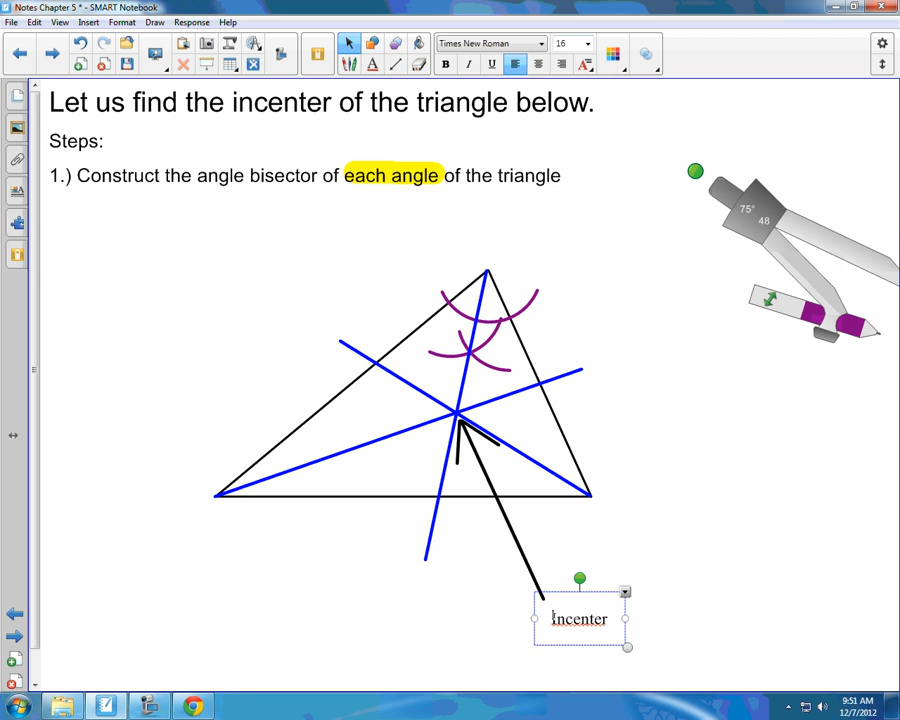 Notes Chapter 5 * - SMART Notebook
File Edit View Insert Format Draw Response Help
Times New Roman 16
B I U A
Let us find the incenter of the triangle below.
Steps:
1.) Construct the angle bisector of each angle of the triangle
75°
48
Incenter
9:51 AM
12/7/2012